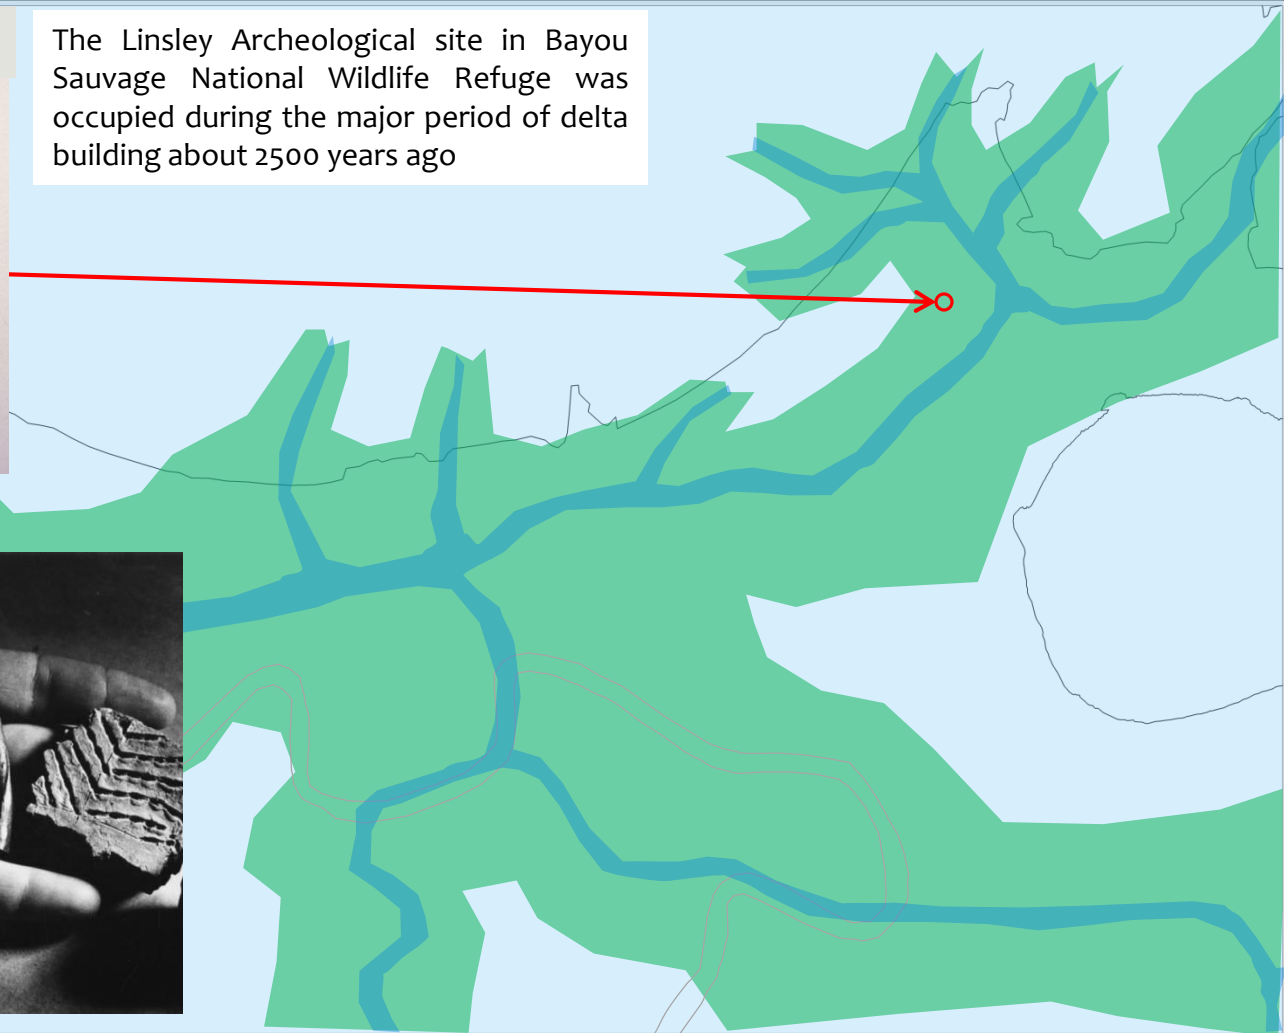 The Linsley Archeological site in Bayou
Sauvage National Wildlife Refuge was
occupied during the major period of delta
building about 2500 years ago